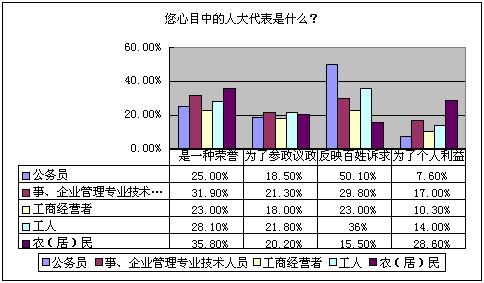 您心目中的人大代表是什么?
60.00%
40.00%
20.00%
0.00%
是一种荣誉 为了参政议政 反映百姓诉求 为了个人利益
公务员 25.00% 18.50% 50.10% 7.60%
事、企业管理专业技术… 31.90% 21.30% 29.80% 17.00%
工商经营者 23.00% 18.00% 23.00% 10.30%
工人 28.10% 21.80% 36% 14.00%
农(居)民 35.80% 20.20% 15.50% 28.60%
公务员 事、企业管理专业技术人员 工商经营者 工人 农(居)民